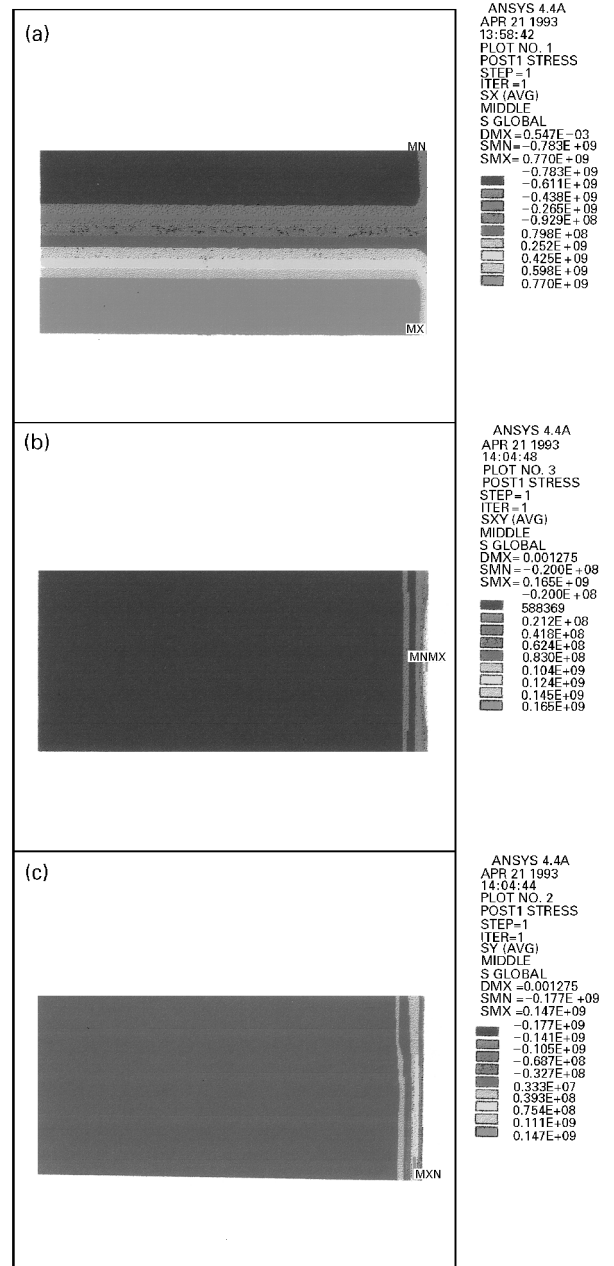 (a)
MN
MX
ANSYS 4.4A
APR 21 1993
13:58:42
PLOT NO. 1
POST1 STRESS
STEP=1
ITER=1
SX (AVG)
MIDDLE
S GLOBAL
DMX=0.547E-03
SMN=-0.783E+09
SMX=0.770E+09
-0.783E+09
-0.611E+09
-0.438E+09
-0.265E+09
-0.929E+08
0.798E+08
0.252E+09
0.425E+09
0.598E+09
0.770E+09
(b)
MNMX
ANSYS 4.4A
APR 21 1993
14:04:48
PLOT NO. 3
POST1 STRESS
STEP=1
ITER=1
SXY (AVG)
MIDDLE
S GLOBAL
DMX=0.001275
SMN=-0.200E+08
SMX=0.165E+09
-0.200E+08
588369
0.212E+08
0.418E+08
0.624E+08
0.830E+08
0.104E+09
0.124E+09
0.145E+09
0.165E+09
(c)
MXN
ANSYS 4.4A
APR 21 1993
14:04:44
PLOT NO. 2
POST1 STRESS
STEP=1
ITER=1
SY (AVG)
MIDDLE
S GLOBAL
DMX=0.001275
SMN=-0.177E+09
SMX=0.147E+09
-0.177E+09
-0.141E+09
-0.105E+09
-0.687E+08
-0.327E+08
0.333E+07
0.393E+08
0.754E+08
0.111E+09
0.147E+09